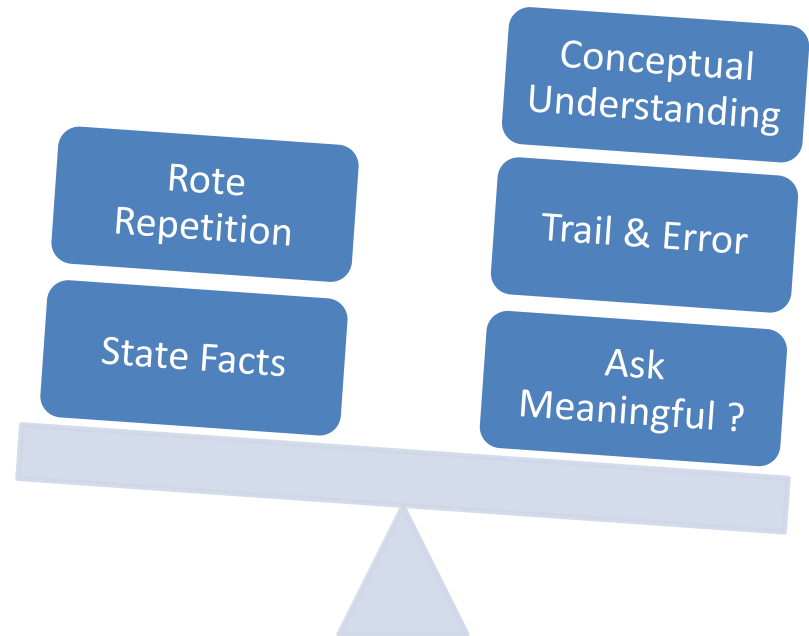 Rote
Repetition
State Facts
Conceptual
Understanding
Trail & Error
Ask
Meaningful ?